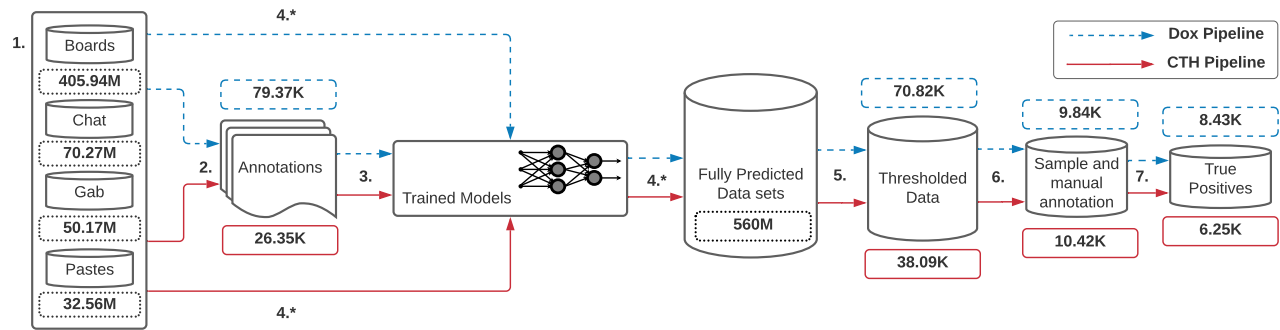 1.
Boards
405.94M
Chat
70.27M
Gab
50.17M
Pastes
32.56M
4.*
79.37K
2.
Annotations
26.35K
3.
4.*
Trained Models
4.*
Fully Predicted
Data sets
560M
5.
70.82K
Thresholded
Data
38.09K
6.
9.84K
Sample and
manual
annotation
10.42K
7.
8.43K
True
Positives
6.25K
Dox Pipeline
CTH Pipeline